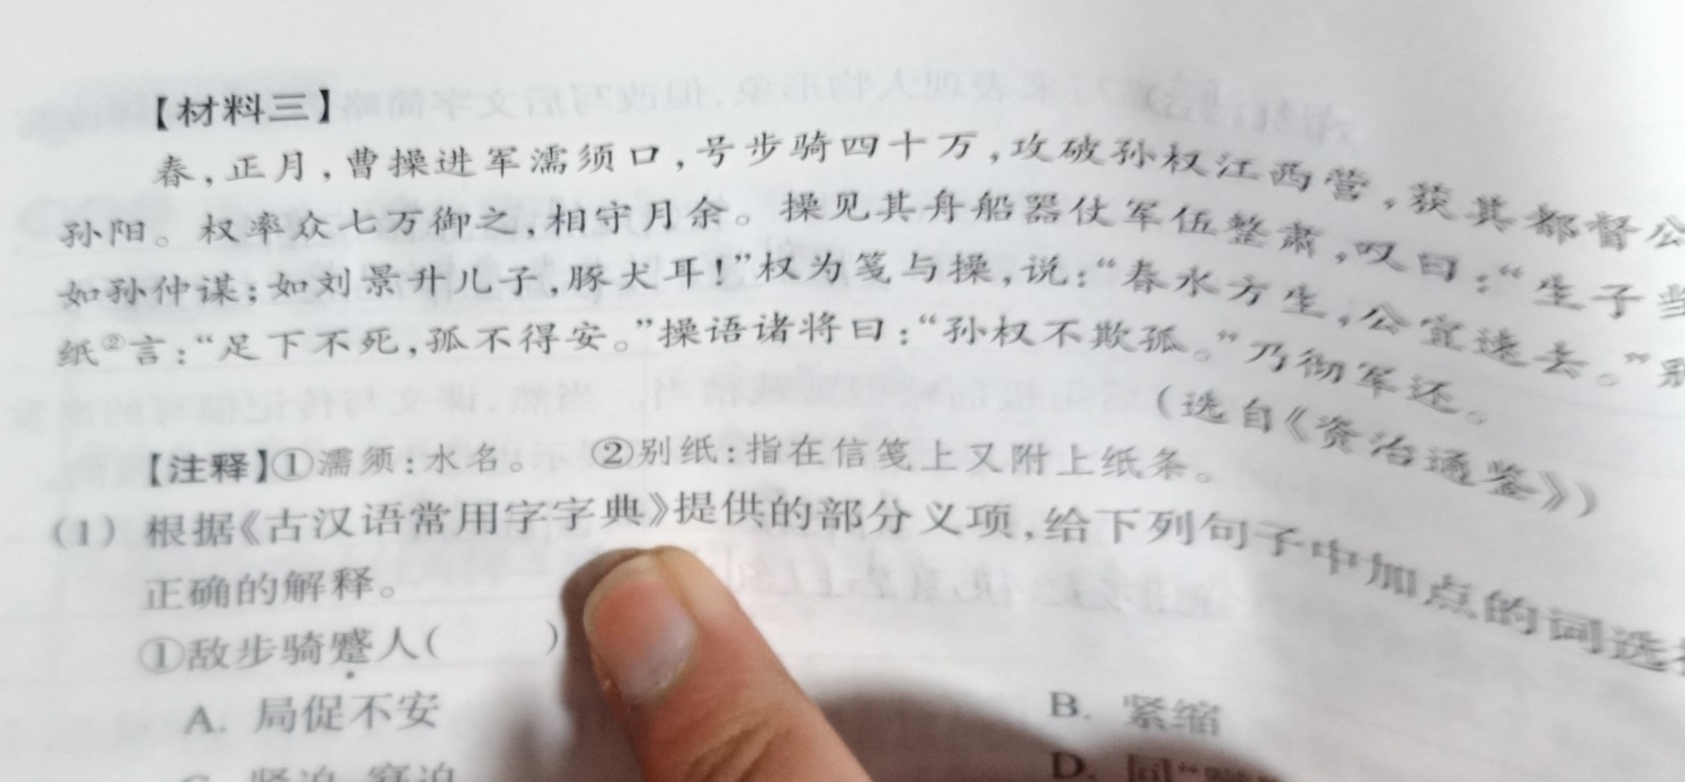 【材料三】
春，正月，曹操进军濡须口，号步骑四十万，攻破孙权江西营，获其都督公
孙阳。权率众七万御之，相守月余。操见其舟船器仗军伍整肃，叹曰：“生子当
如孙仲谋；如刘景升儿子，豚犬耳！”权为笺与操，说：“春水方生，公宜速去。”别
纸②言：“足下不死，孤不得安。”操语诸将曰：“孙权不欺孤。”乃彻军还。
（选自《资治通鉴》）
【注释】①濡须：水名。 ②别纸：指在信笺上又附上纸条。
（1）根据《古汉语常用字字典》提供的部分义项，给下列句子中加点的词选择
正确的解释。
①敌步骑蹙人（ ）
A. 局促不安 B. 紧缩
C. 紧迫，窘迫 D. 同“